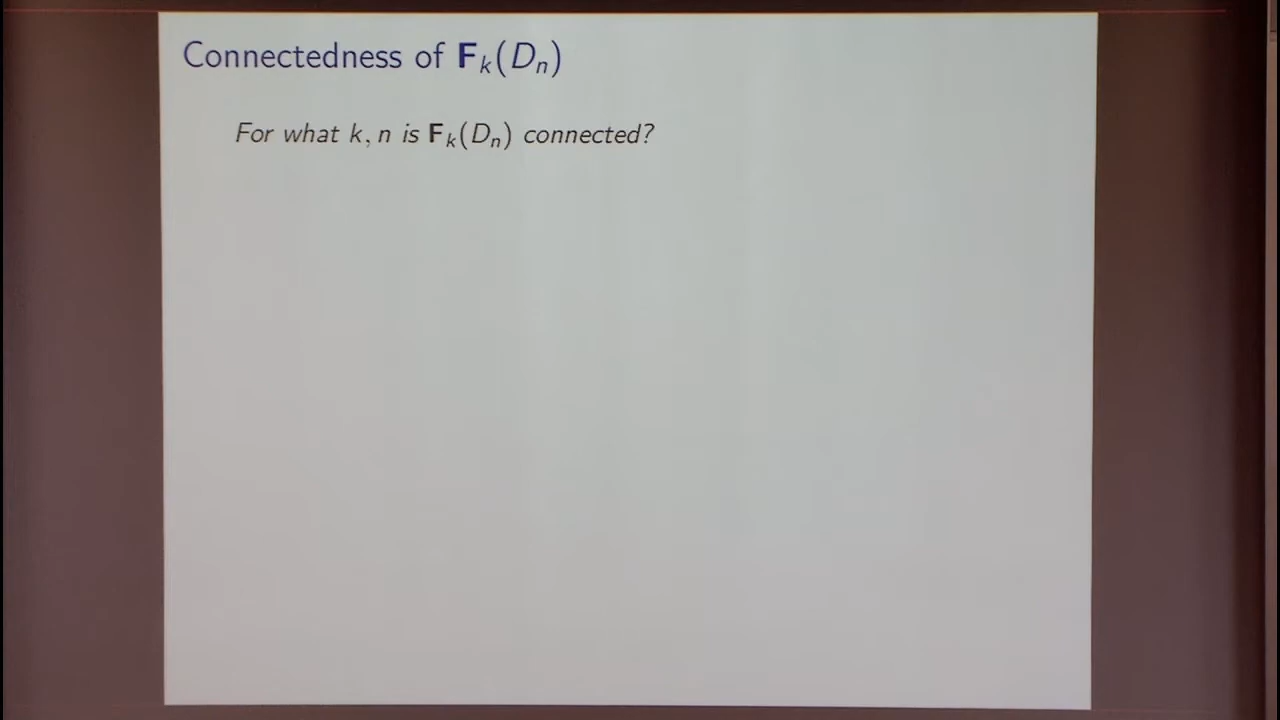 Connectedness of F_k(D_n)
For what k, n is F_k(D_n) connected?